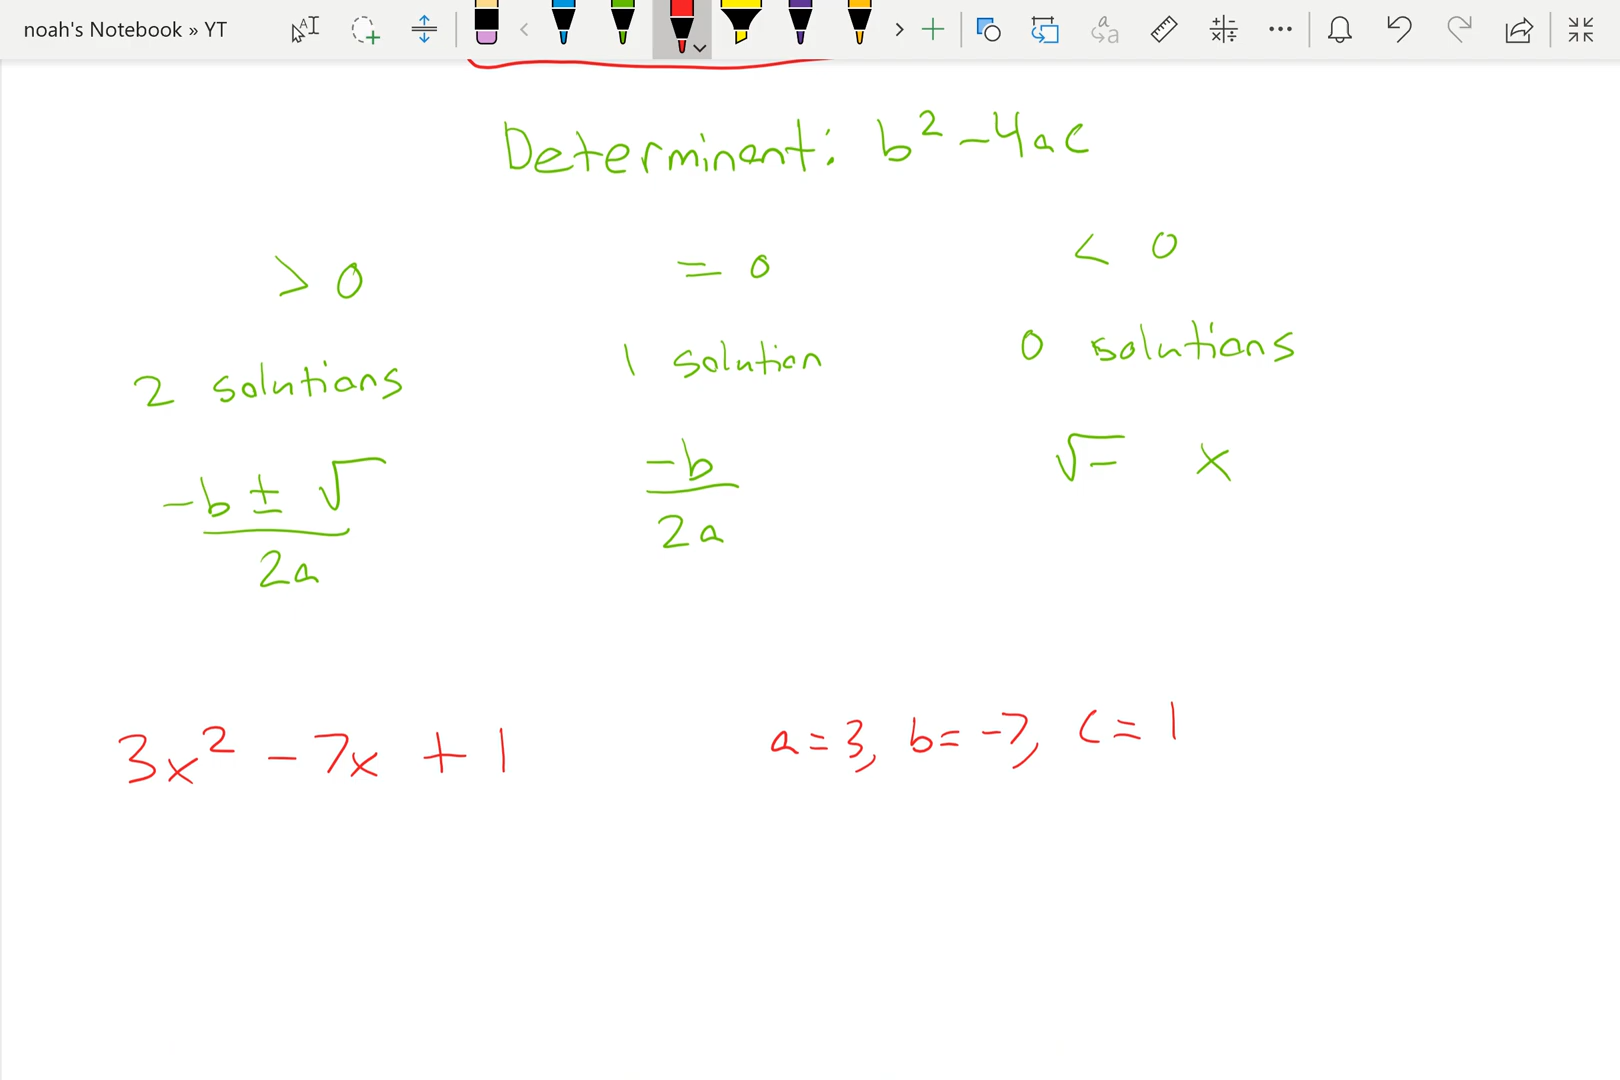 noah's Notebook » YT
Determinant: b² - 4ac
> 0
= 0
< 0
2 solutions
1 solution
0 solutions
-b ± √
2a
-b
2a
√- x
3x² - 7x + 1
a = 3, b = -7, c = 1